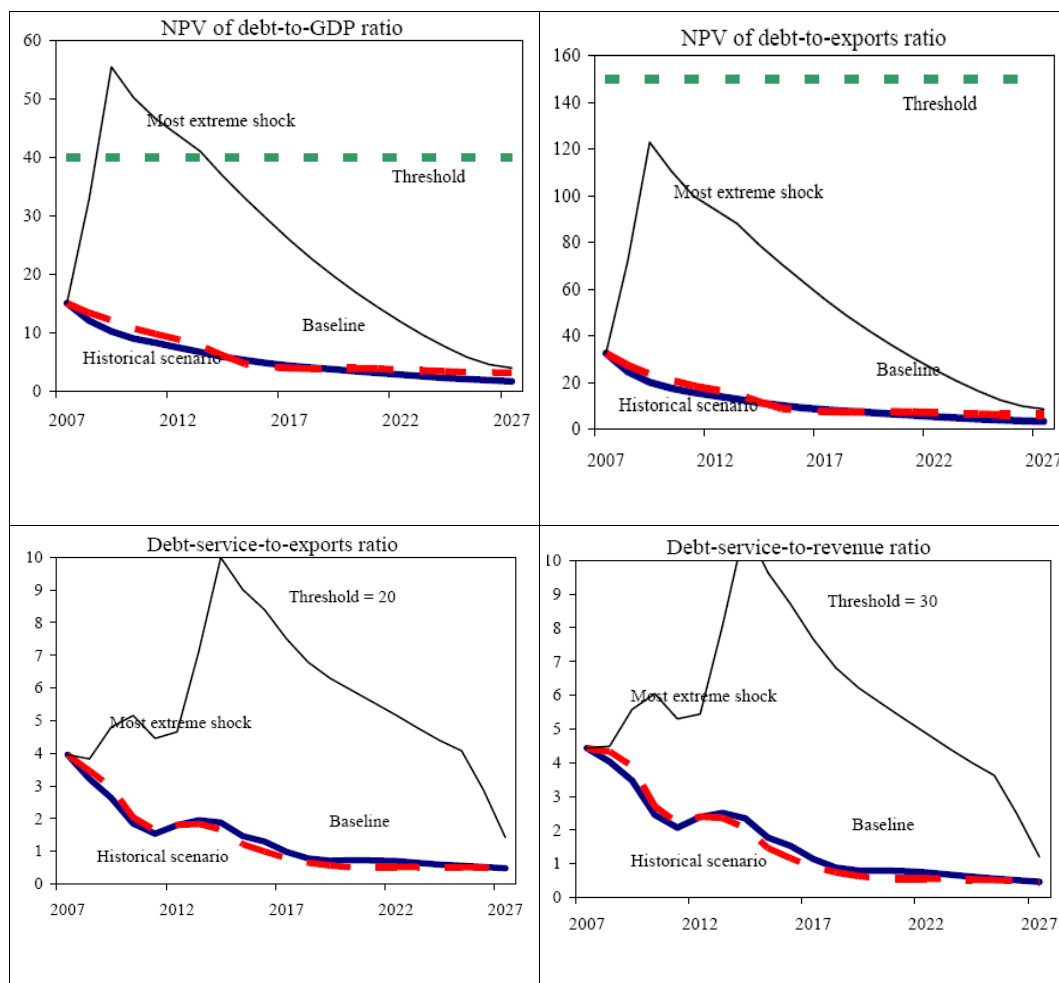 NPV of debt-to-GDP ratio
60
50
40
30
20
10
0
Most extreme shock
Threshold
Baseline
Historical scenario
2007 2012 2017 2022 2027
NPV of debt-to-exports ratio
160
140
120
100
80
60
40
20
0
Threshold
Most extreme shock
Baseline
Historical scenario
2007 2012 2017 2022 2027
Debt-service-to-exports ratio
10
9
8
7
6
5
4
3
2
1
0
Threshold = 20
Most extreme shock
Baseline
Historical scenario
2007 2012 2017 2022 2027
Debt-service-to-revenue ratio
10
9
8
7
6
5
4
3
2
1
0
Threshold = 30
Most extreme shock
Baseline
Historical scenario
2007 2012 2017 2022 2027